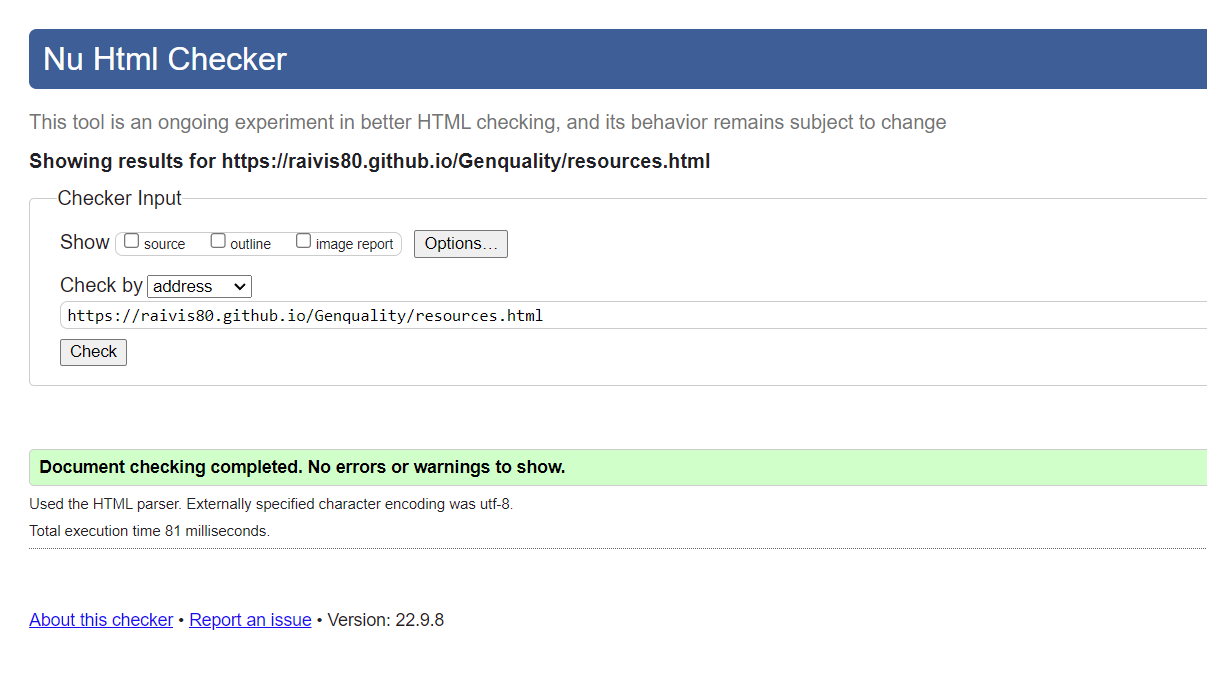 Nu Html Checker
This tool is an ongoing experiment in better HTML checking, and its behavior remains subject to change
Showing results for https://raivis80.github.io/Genquality/resources.html
Checker Input
Show source outline image report Options...
Check by address
https://raivis80.github.io/Genquality/resources.html
Check
Document checking completed. No errors or warnings to show.
Used the HTML parser. Externally specified character encoding was utf-8.
Total execution time 81 milliseconds.
About this checker • Report an issue • Version: 22.9.8